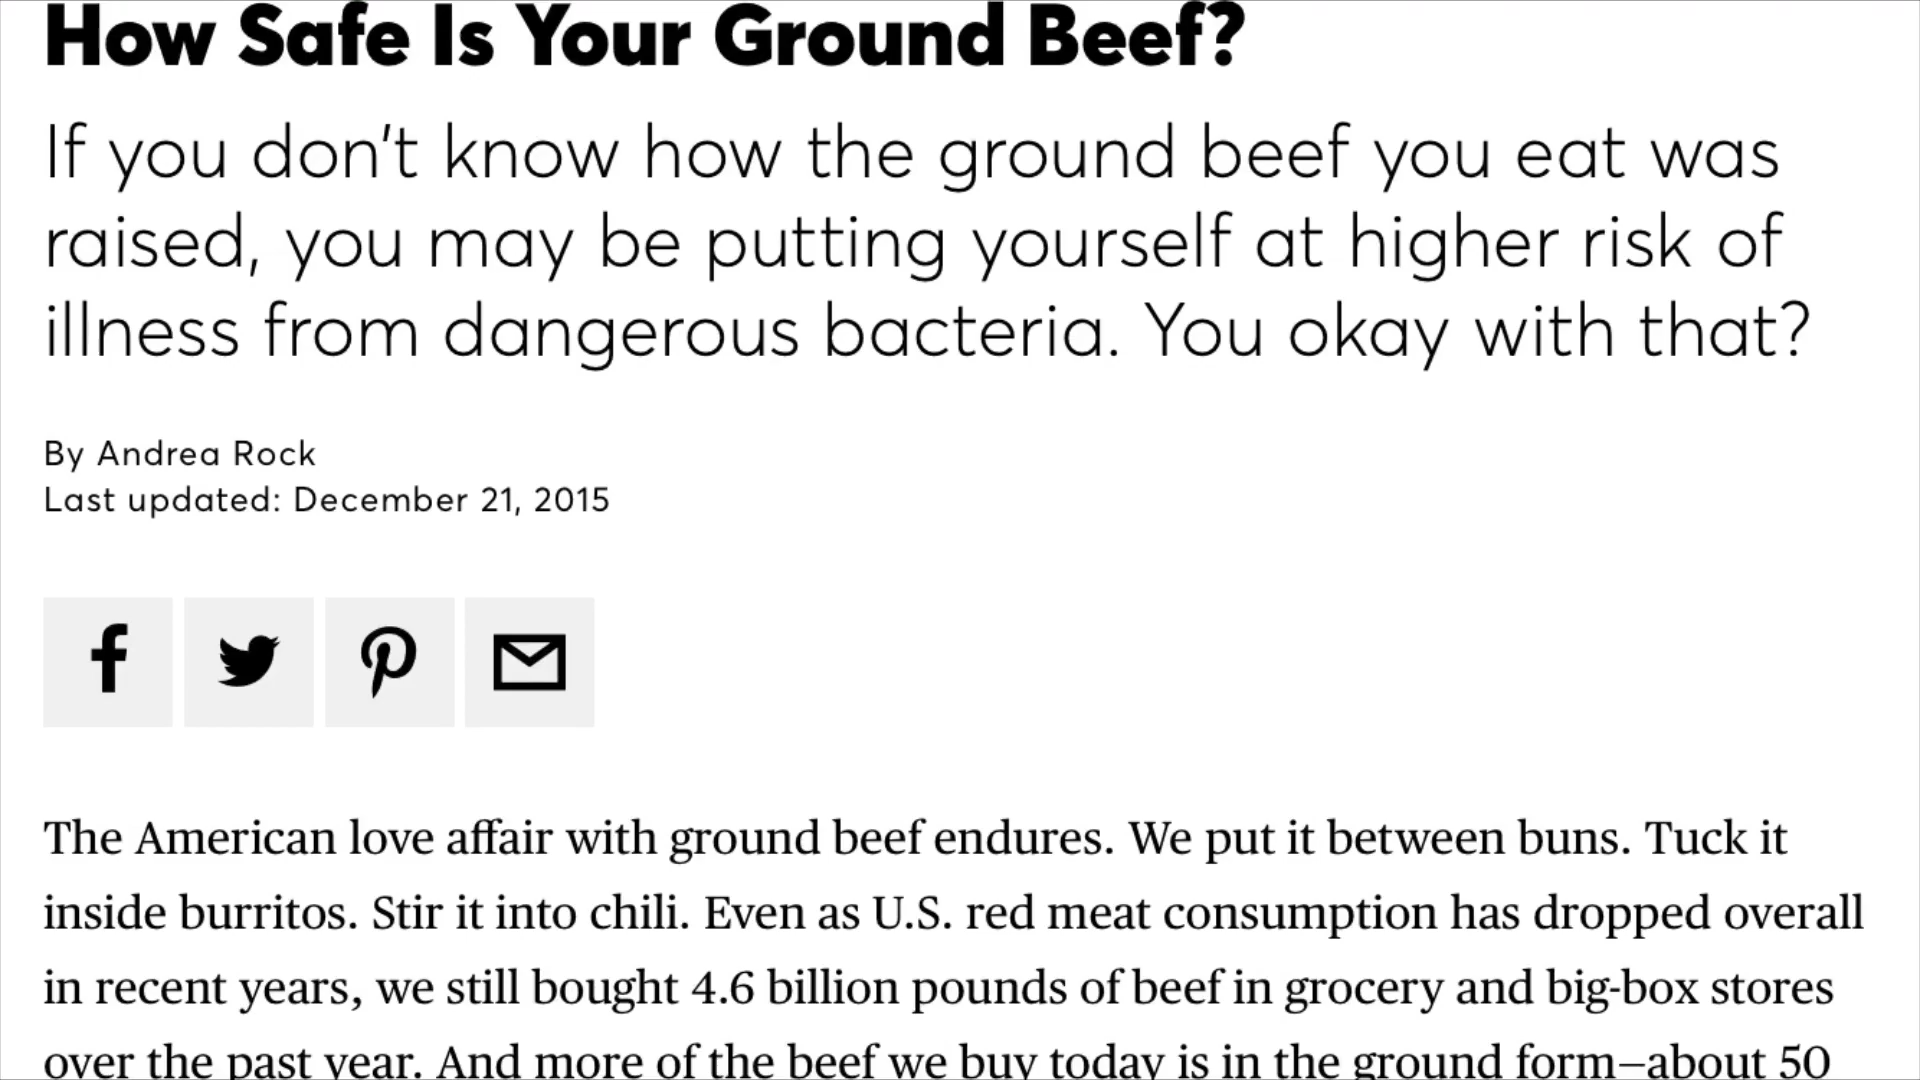 How Safe Is Your Ground Beef?
If you don't know how the ground beef you eat was
raised, you may be putting yourself at higher risk of
illness from dangerous bacteria. You okay with that?
By Andrea Rock
Last updated: December 21, 2015
The American love affair with ground beef endures. We put it between buns. Tuck it
inside burritos. Stir it into chili. Even as U.S. red meat consumption has dropped overall
in recent years, we still bought 4.6 billion pounds of beef in grocery and big-box stores
over the past year. And more of the beef we buy today is in the ground form—about 50